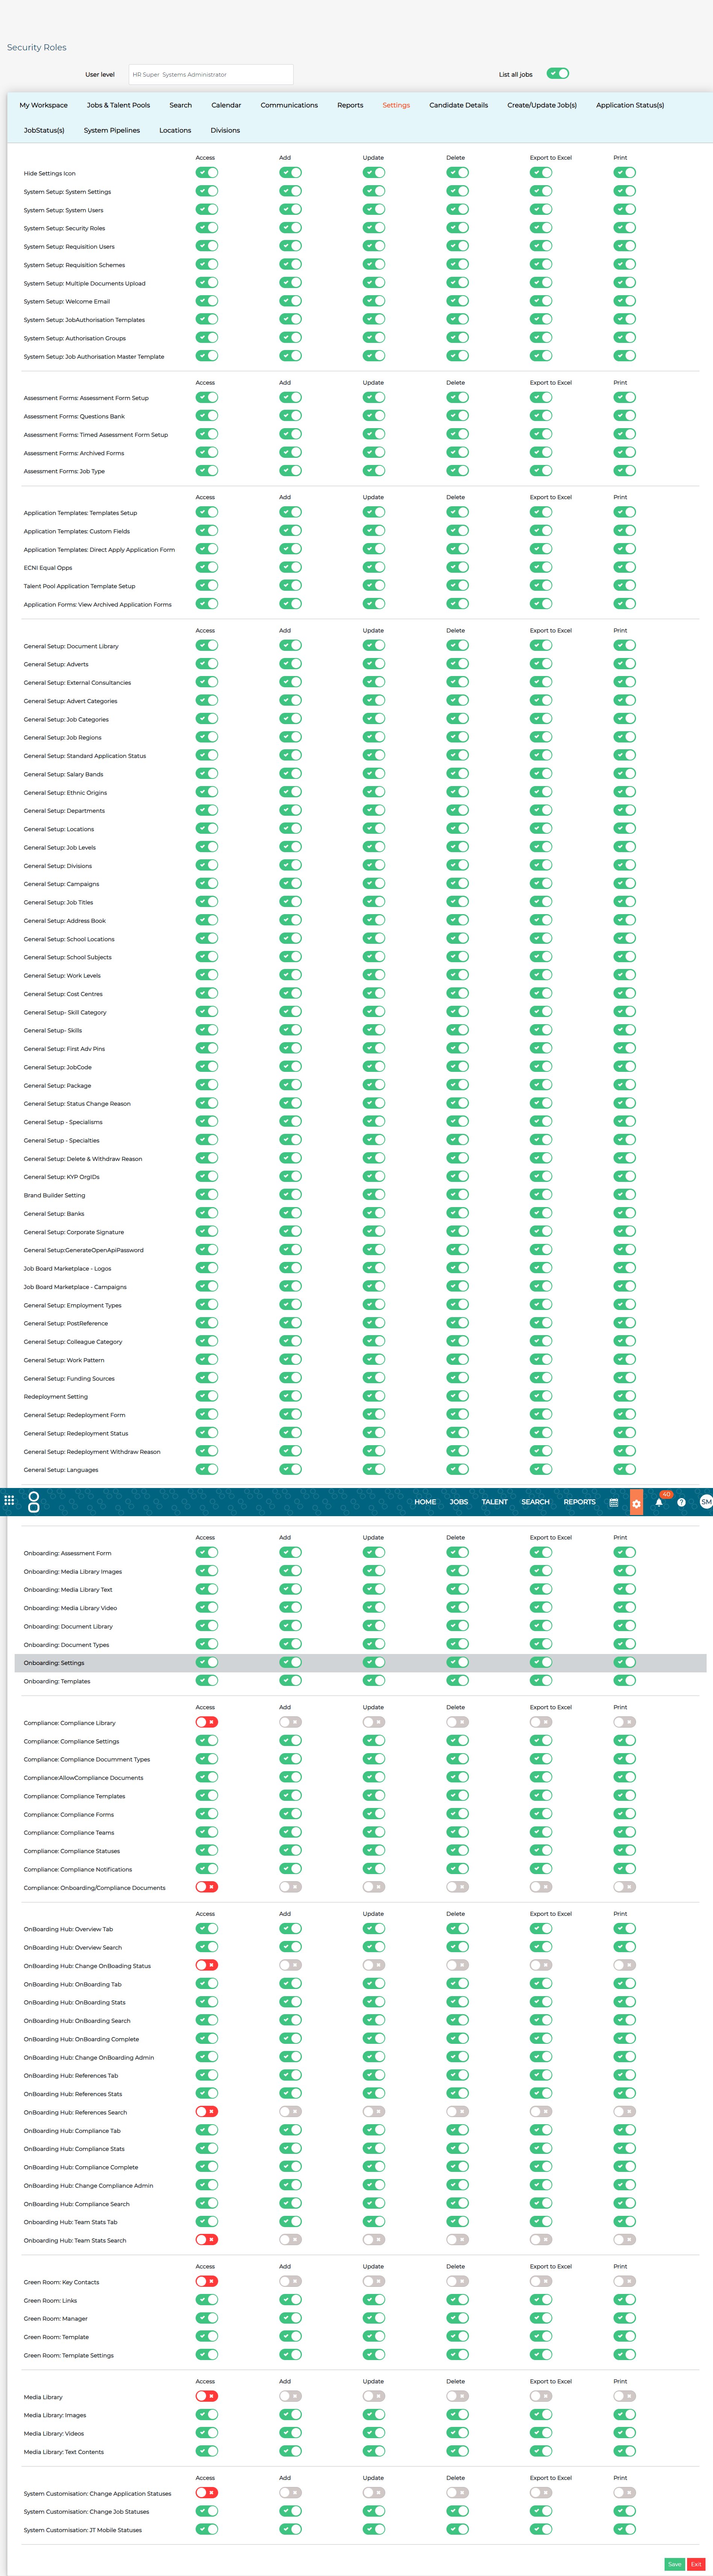 Security Roles
User level HR Super Systems Administrator List all jobs
My Workspace Jobs & Talent Pools Search Calendar Communications Reports Settings Candidate Details Create/Update Job(s) Application Status(s)
JobStatus(s) System Pipelines Locations Divisions
Access Add Update Delete Export to Excel Print
Hide Settings Icon
System Setup: System Settings
System Setup: System Users
System Setup: Security Roles
System Setup: Requisition Users
System Setup: Requisition Schemes
System Setup: Multiple Documents Upload
System Setup: Welcome Email
System Setup: JobAuthorisation Templates
System Setup: Authorisation Groups
System Setup: Job Authorisation Master Template
Access Add Update Delete Export to Excel Print
Assessment Forms: Assessment Form Setup
Assessment Forms: Questions Bank
Assessment Forms: Timed Assessment Form Setup
Assessment Forms: Archived Forms
Assessment Forms: Job Type
Access Add Update Delete Export to Excel Print
Application Templates: Templates Setup
Application Templates: Custom Fields
Application Templates: Direct Apply Application Form
ECNI Equal Opps
Talent Pool Application Template Setup
Application Forms: View Archived Application Forms
Access Add Update Delete Export to Excel Print
General Setup: Document Library
General Setup: Adverts
General Setup: External Consultancies
General Setup: Advert Categories
General Setup: Job Categories
General Setup: Job Regions
General Setup: Standard Application Status
General Setup: Salary Bands
General Setup: Ethnic Origins
General Setup: Departments
General Setup: Locations
General Setup: Job Levels
General Setup: Divisions
General Setup: Campaigns
General Setup: Job Titles
General Setup: Address Book
General Setup: School Locations
General Setup: School Subjects
General Setup: Work Levels
General Setup: Cost Centres
General Setup- Skill Category
General Setup- Skills
General Setup: First Adv PIns
General Setup: JobCode
General Setup: Package
General Setup: Status Change Reason
General Setup - Specialisms
General Setup - Specialties
General Setup: Delete & Withdraw Reason
General Setup: KYP OrgIDs
Brand Builder Setting
General Setup: Banks
General Setup: Corporate Signature
General Setup:GenerateOpenApiPassword
Job Board Marketplace - Logos
Job Board Marketplace - Campaigns
General Setup: Employment Types
General Setup: PostReference
General Setup: Colleague Category
General Setup: Work Pattern
General Setup: Funding Sources
Redeployment Setting
General Setup: Redeployment Form
General Setup: Redeployment Status
General Setup: Redeployment Withdraw Reason
General Setup: Languages
HOME JOBS TALENT SEARCH REPORTS 40 SM
Access Add Update Delete Export to Excel Print
Onboarding: Assessment Form
Onboarding: Media Library Images
Onboarding: Media Library Text
Onboarding: Media Library Video
Onboarding: Document Library
Onboarding: Document Types
Onboarding: Settings
Onboarding: Templates
Access Add Update Delete Export to Excel Print
Compliance: Compliance Library
Compliance: Compliance Settings
Compliance: Compliance Documment Types
Compliance:AllowCompliance Documents
Compliance: Compliance Templates
Compliance: Compliance Forms
Compliance: Compliance Teams
Compliance: Compliance Statuses
Compliance: Compliance Notifications
Compliance: Onboarding/Compliance Documents
Access Add Update Delete Export to Excel Print
OnBoarding Hub: Overview Tab
OnBoarding Hub: Overview Search
OnBoarding Hub: Change OnBoading Status
OnBoarding Hub: OnBoarding Tab
OnBoarding Hub: OnBoarding Stats
OnBoarding Hub: OnBoarding Search
OnBoarding Hub: OnBoarding Complete
OnBoarding Hub: Change OnBoarding Admin
OnBoarding Hub: References Tab
OnBoarding Hub: References Stats
OnBoarding Hub: References Search
OnBoarding Hub: Compliance Tab
OnBoarding Hub: Compliance Stats
OnBoarding Hub: Compliance Complete
OnBoarding Hub: Change Compliance Admin
OnBoarding Hub: Compliance Search
Onboarding Hub: Team Stats Tab
Onboarding Hub: Team Stats Search
Access Add Update Delete Export to Excel Print
Green Room: Key Contacts
Green Room: Links
Green Room: Manager
Green Room: Template
Green Room: Template Settings
Access Add Update Delete Export to Excel Print
Media Library
Media Library: Images
Media Library: Videos
Media Library: Text Contents
Access Add Update Delete Export to Excel Print
System Customisation: Change Application Statuses
System Customisation: Change Job Statuses
System Customisation: JT Mobile Statuses
Save Exit